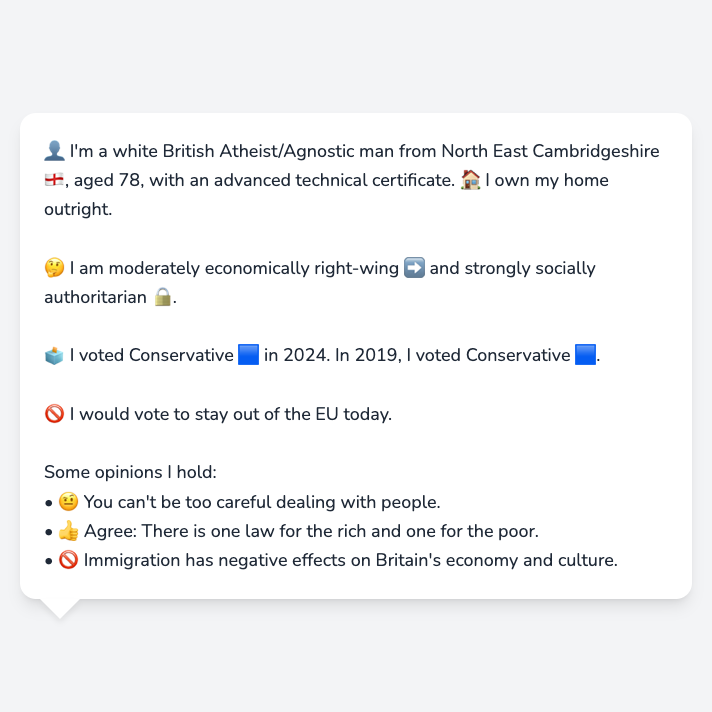 👤 I'm a white British Atheist/Agnostic man from North East Cambridgeshire
🏴󠁧󠁢󠁥󠁮󠁧󠁿, aged 78, with an advanced technical certificate. 🏠 I own my home
outright.
🤔 I am moderately economically right-wing ➡️ and strongly socially
authoritarian 🔒.
🗳️ I voted Conservative 🟦 in 2024. In 2019, I voted Conservative 🟦.
🚫 I would vote to stay out of the EU today.
Some opinions I hold:
• 🤨 You can't be too careful dealing with people.
• 👍 Agree: There is one law for the rich and one for the poor.
• 🚫 Immigration has negative effects on Britain's economy and culture.